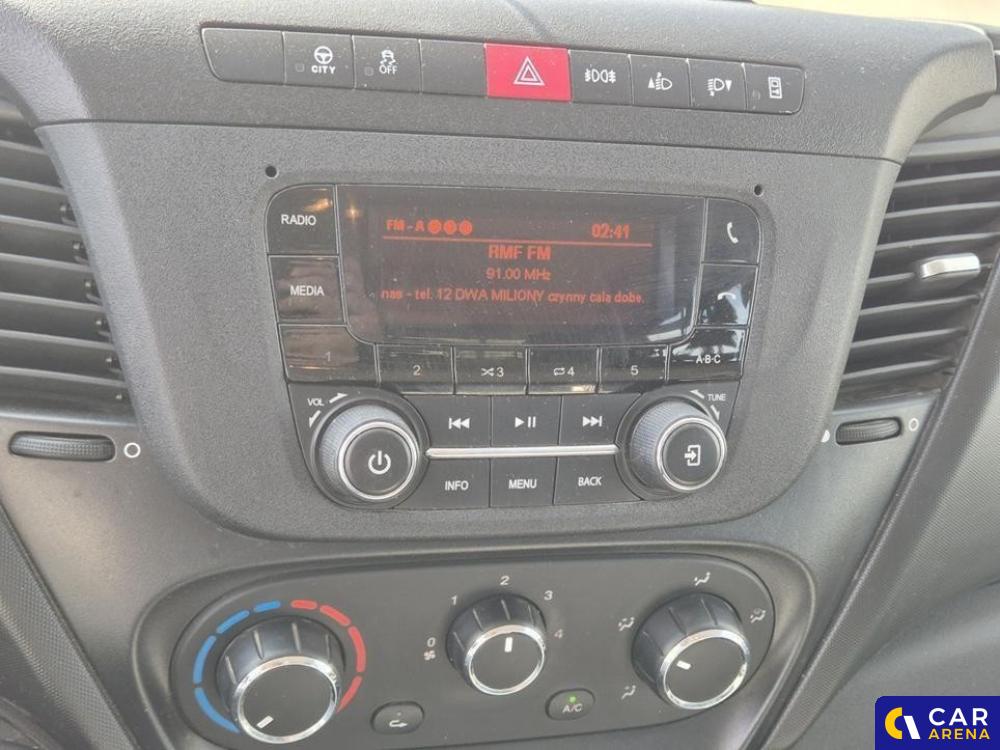 CITY
OFF
RADIO
MEDIA
FM - A
02:41
RMF FM
91.00 MHz
nas - tel. 12 DWA MILIONY czynny cala dobę.
1
2
3
4
5
A·B·C
VOL
TUNE
INFO
MENU
BACK
0
1
2
3
4
A/C
CAR
ARENA